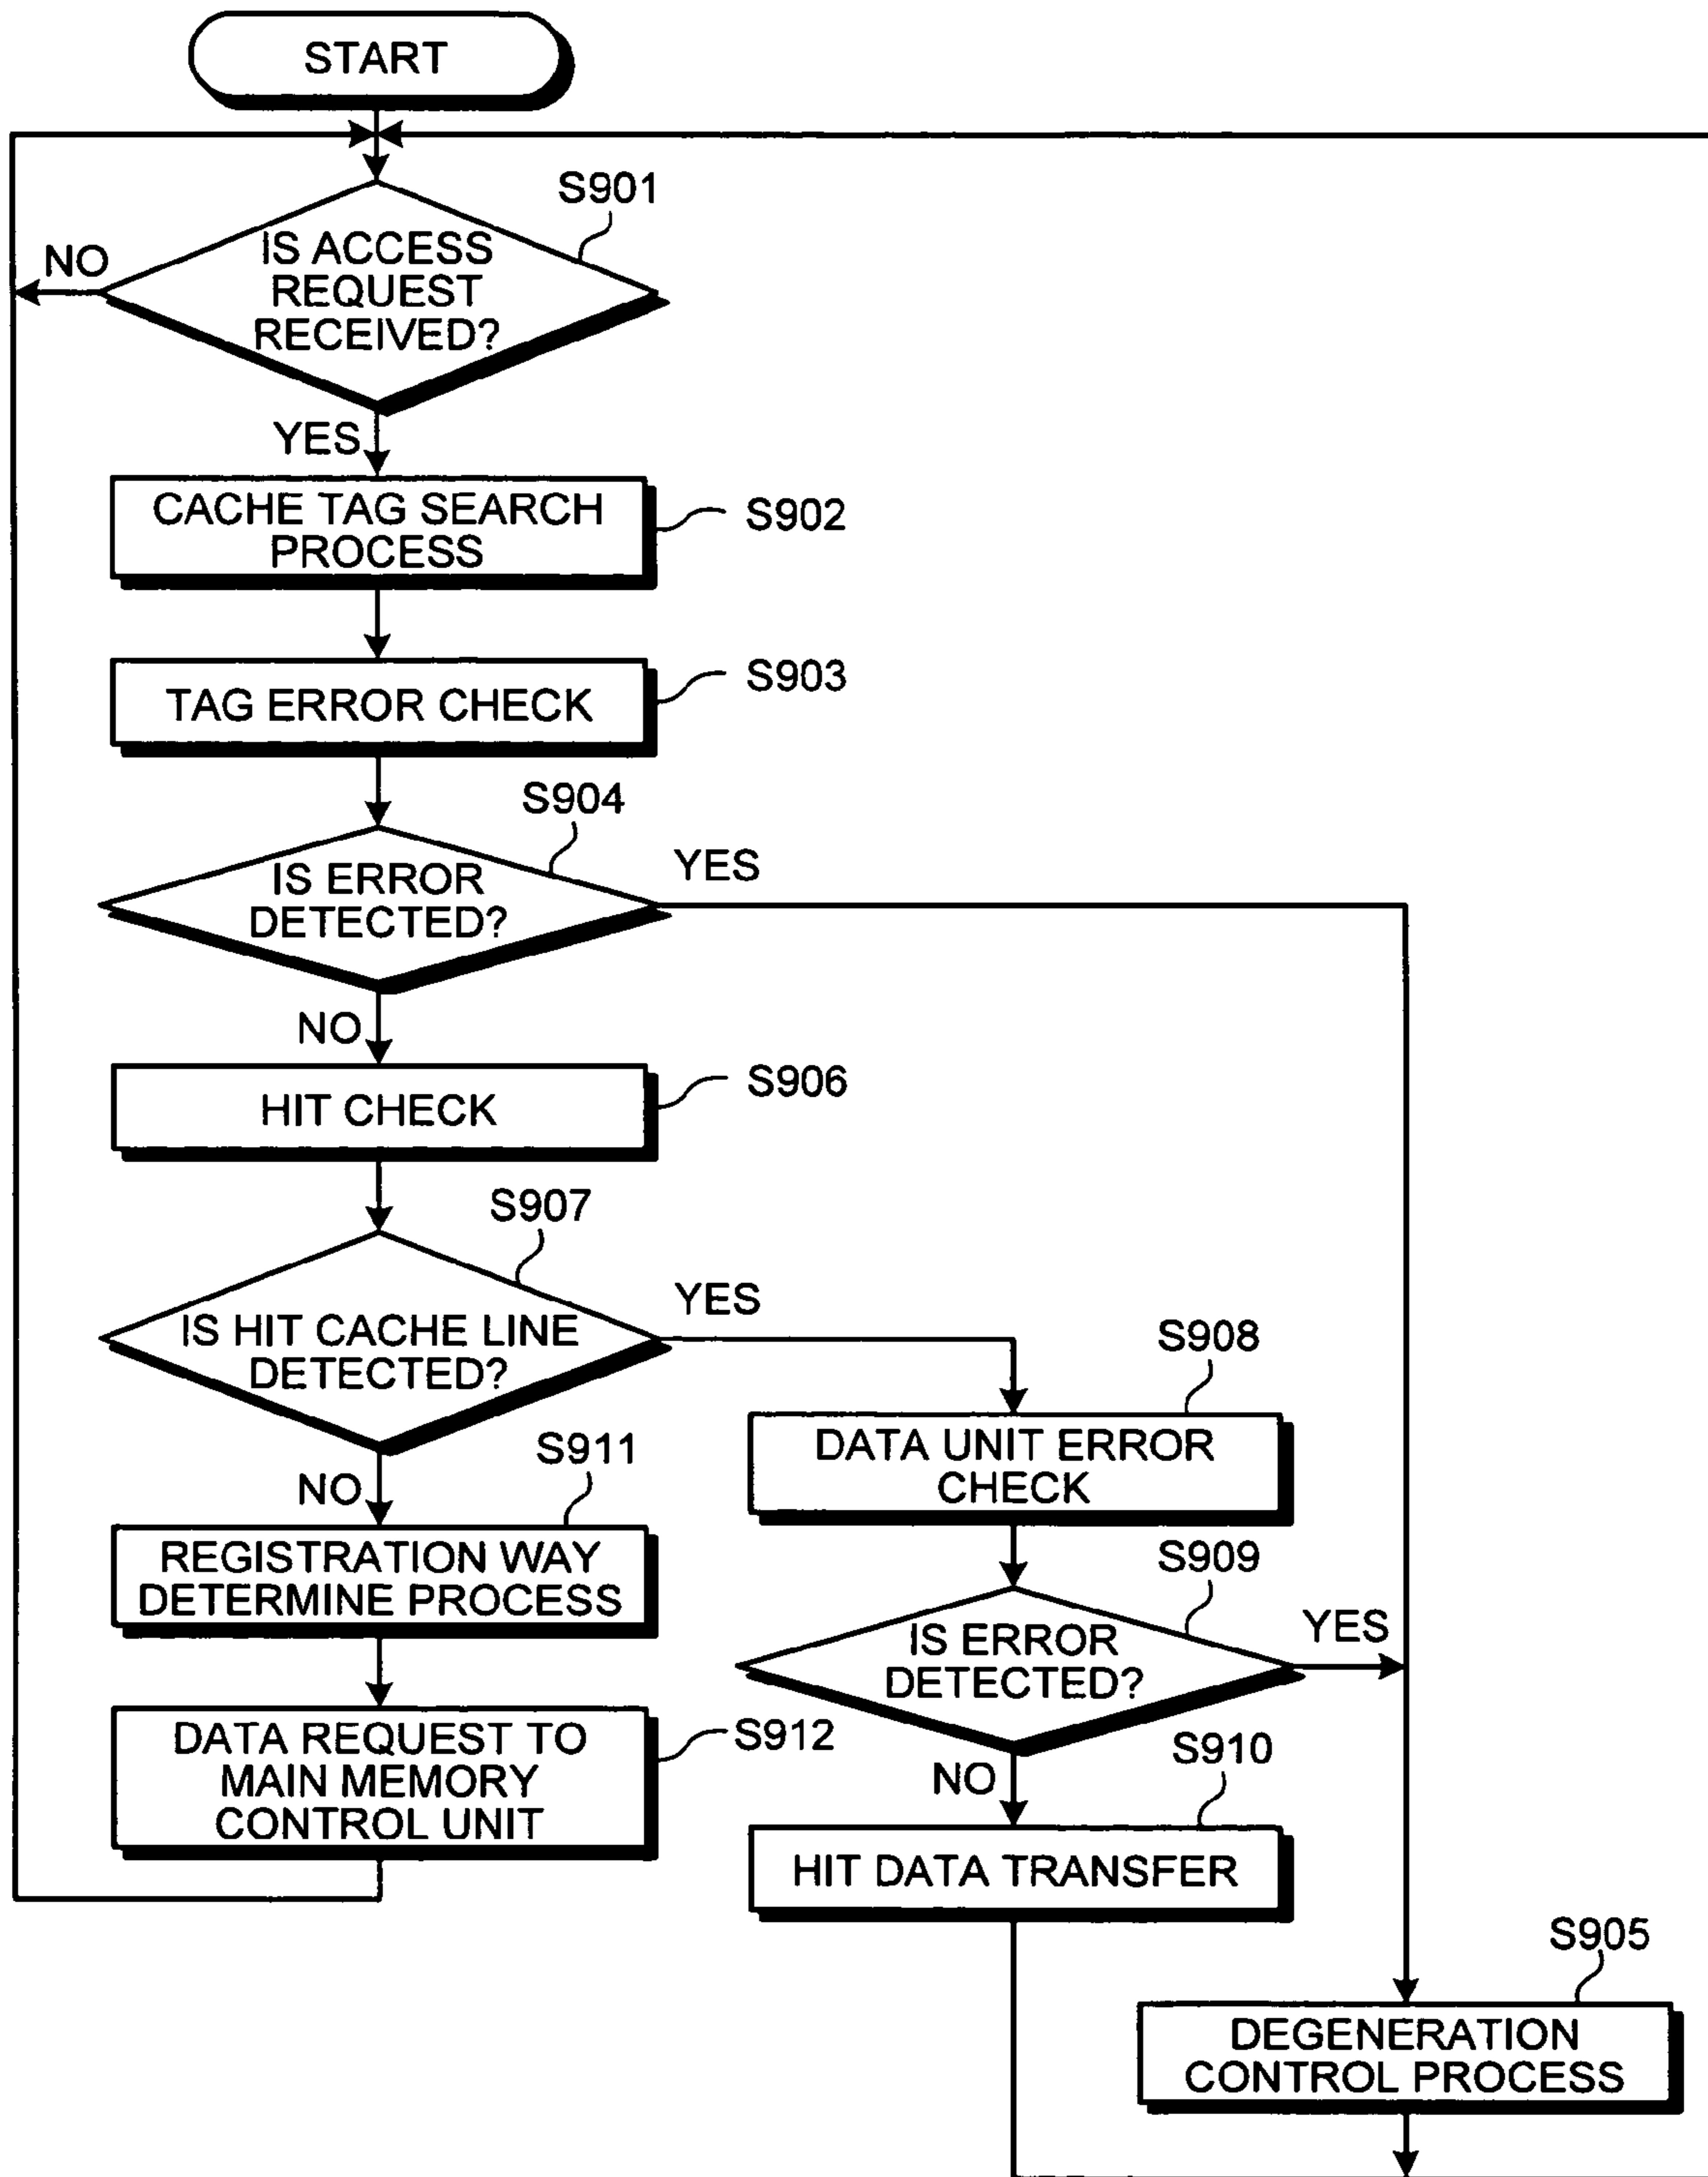 START
S901
IS ACCESS
REQUEST
RECEIVED?
NO
YES
CACHE TAG SEARCH
PROCESS
S902
TAG ERROR CHECK
S903
S904
IS ERROR
DETECTED?
YES
NO
HIT CHECK
S906
S907
IS HIT CACHE LINE
DETECTED?
YES
NO
S908
DATA UNIT ERROR
CHECK
S911
REGISTRATION WAY
DETERMINE PROCESS
S909
IS ERROR
DETECTED?
YES
NO
DATA REQUEST TO
MAIN MEMORY
CONTROL UNIT
S912
S910
HIT DATA TRANSFER
S905
DEGENERATION
CONTROL PROCESS